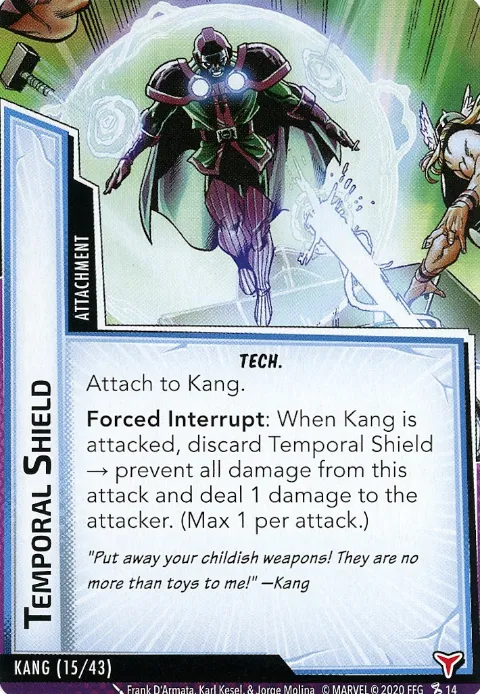 ATTACHMENT
TEMPORAL SHIELD
TECH.
Attach to Kang.
Forced Interrupt: When Kang is
attacked, discard Temporal Shield
→ prevent all damage from this
attack and deal 1 damage to the
attacker. (Max 1 per attack.)
"Put away your childish weapons! They are no
more than toys to me!" —Kang
KANG (15/43)
Frank D'Armata, Karl Kesel, & Jorge Molina © MARVEL © 2020 FFG 14